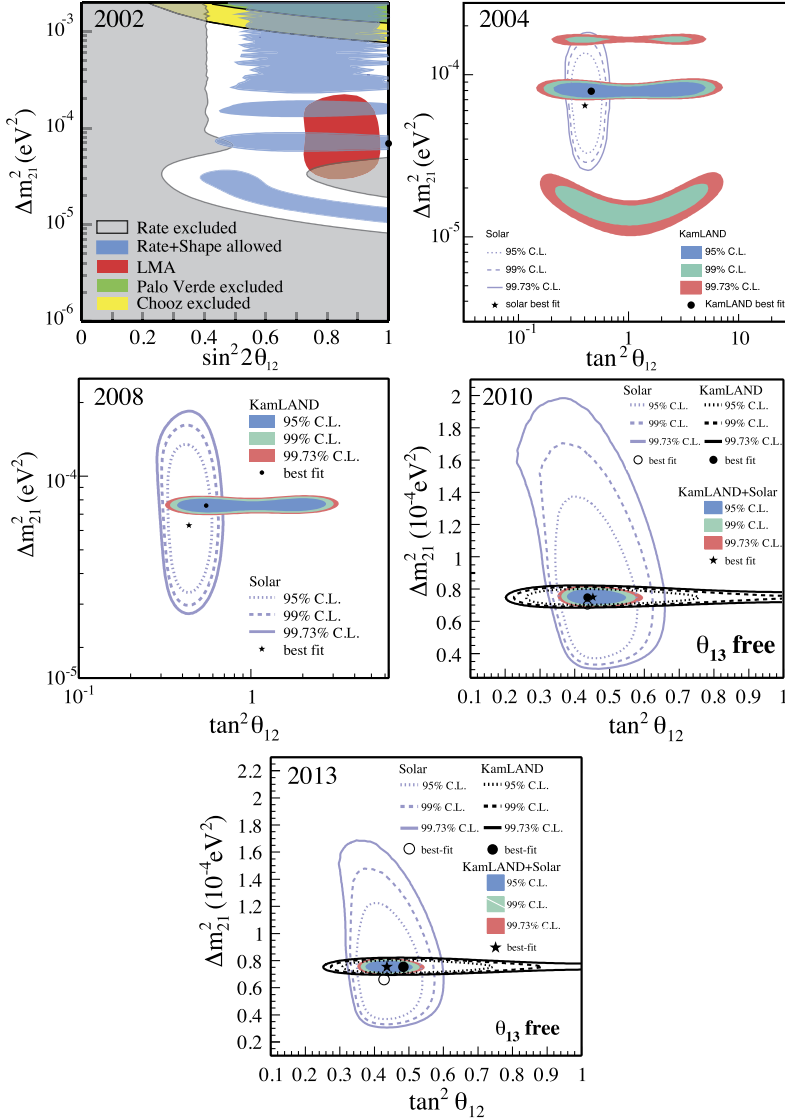 2002
10⁻³
10⁻⁴
10⁻⁵
10⁻⁶
Δm²₂₁ (eV²)
Rate excluded
Rate+Shape allowed
LMA
Palo Verde excluded
Chooz excluded
0 0.2 0.4 0.6 0.8 1
sin² 2θ₁₂
2004
10⁻⁴
10⁻⁵
Δm²₂₁ (eV²)
Solar
95% C.L.
99% C.L.
99.73% C.L.
solar best fit
KamLAND
95% C.L.
99% C.L.
99.73% C.L.
KamLAND best fit
10⁻¹ 1 10
tan² θ₁₂
2008
10⁻⁴
10⁻⁵
Δm²₂₁ (eV²)
KamLAND
95% C.L.
99% C.L.
99.73% C.L.
best fit
Solar
95% C.L.
99% C.L.
99.73% C.L.
best fit
10⁻¹ 1
tan² θ₁₂
2010
2
1.8
1.6
1.4
1.2
1
0.8
0.6
0.4
Δm²₂₁ (10⁻⁴ eV²)
Solar
95% C.L.
99% C.L.
99.73% C.L.
best fit
KamLAND
95% C.L.
99% C.L.
99.73% C.L.
best fit
KamLAND+Solar
95% C.L.
99% C.L.
99.73% C.L.
best fit
θ₁₃ free
0.1 0.2 0.3 0.4 0.5 0.6 0.7 0.8 0.9 1
tan² θ₁₂
2013
2.2
2
1.8
1.6
1.4
1.2
1
0.8
0.6
0.4
0.2
Δm²₂₁ (10⁻⁴eV²)
Solar
95% C.L.
99% C.L.
99.73% C.L.
best-fit
KamLAND
95% C.L.
99% C.L.
99.73% C.L.
best-fit
KamLAND+Solar
95% C.L.
99% C.L.
99.73% C.L.
best-fit
θ₁₃ free
0.1 0.2 0.3 0.4 0.5 0.6 0.7 0.8 0.9 1
tan² θ₁₂